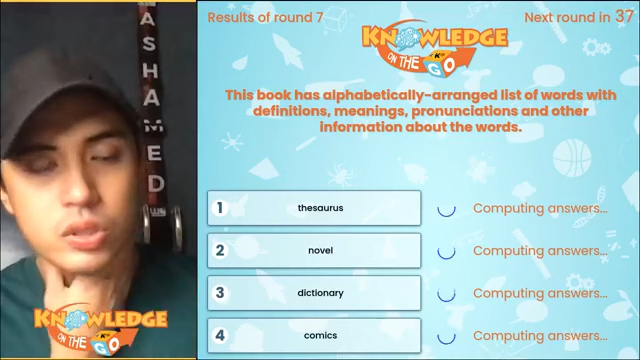 ASHAMED
Results of round 7
Next round in 37
KNOWLEDGE
ON THE GO
This book has alphabetically-arranged list of words with
definitions, meanings, pronunciations and other
information about the words.
1 thesaurus Computing answers...
2 novel Computing answers...
3 dictionary Computing answers...
4 comics Computing answers...
KNOWLEDGE
ON THE GO